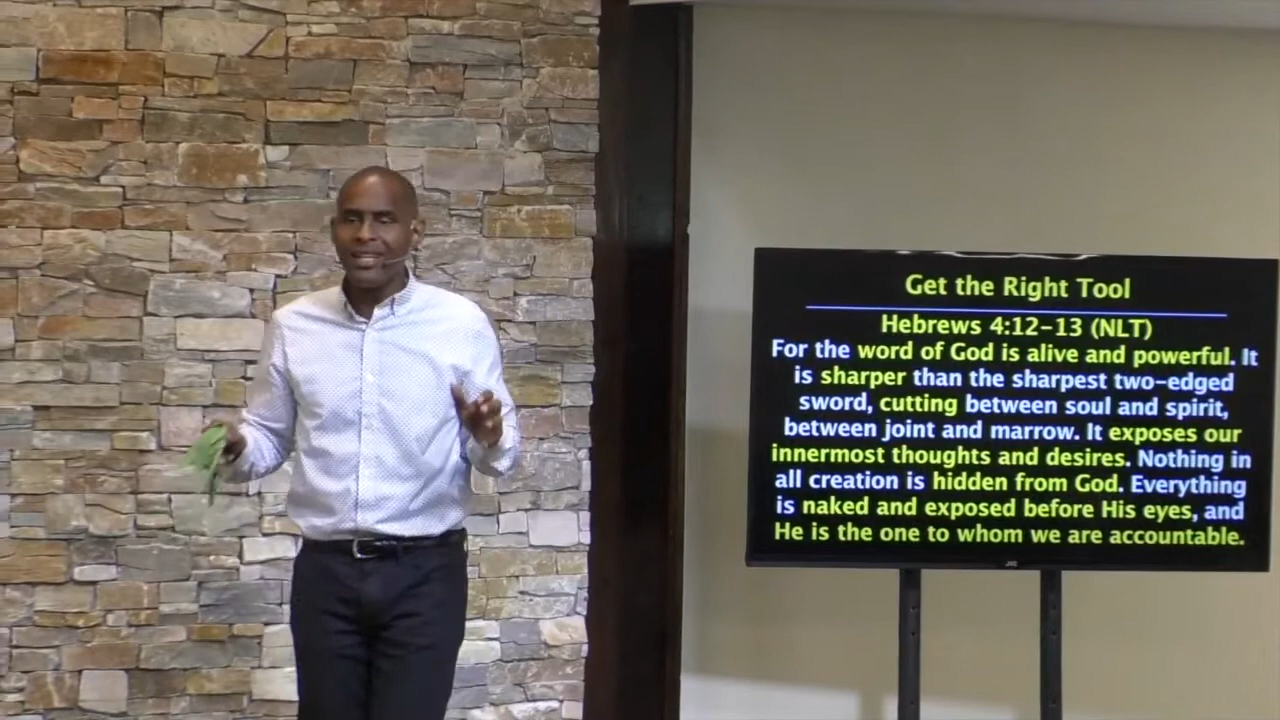 Get the Right Tool
Hebrews 4:12-13 (NLT)
For the word of God is alive and powerful. It
is sharper than the sharpest two-edged
sword, cutting between soul and spirit,
between joint and marrow. It exposes our
innermost thoughts and desires. Nothing in
all creation is hidden from God. Everything
is naked and exposed before His eyes, and
He is the one to whom we are accountable.
JVC